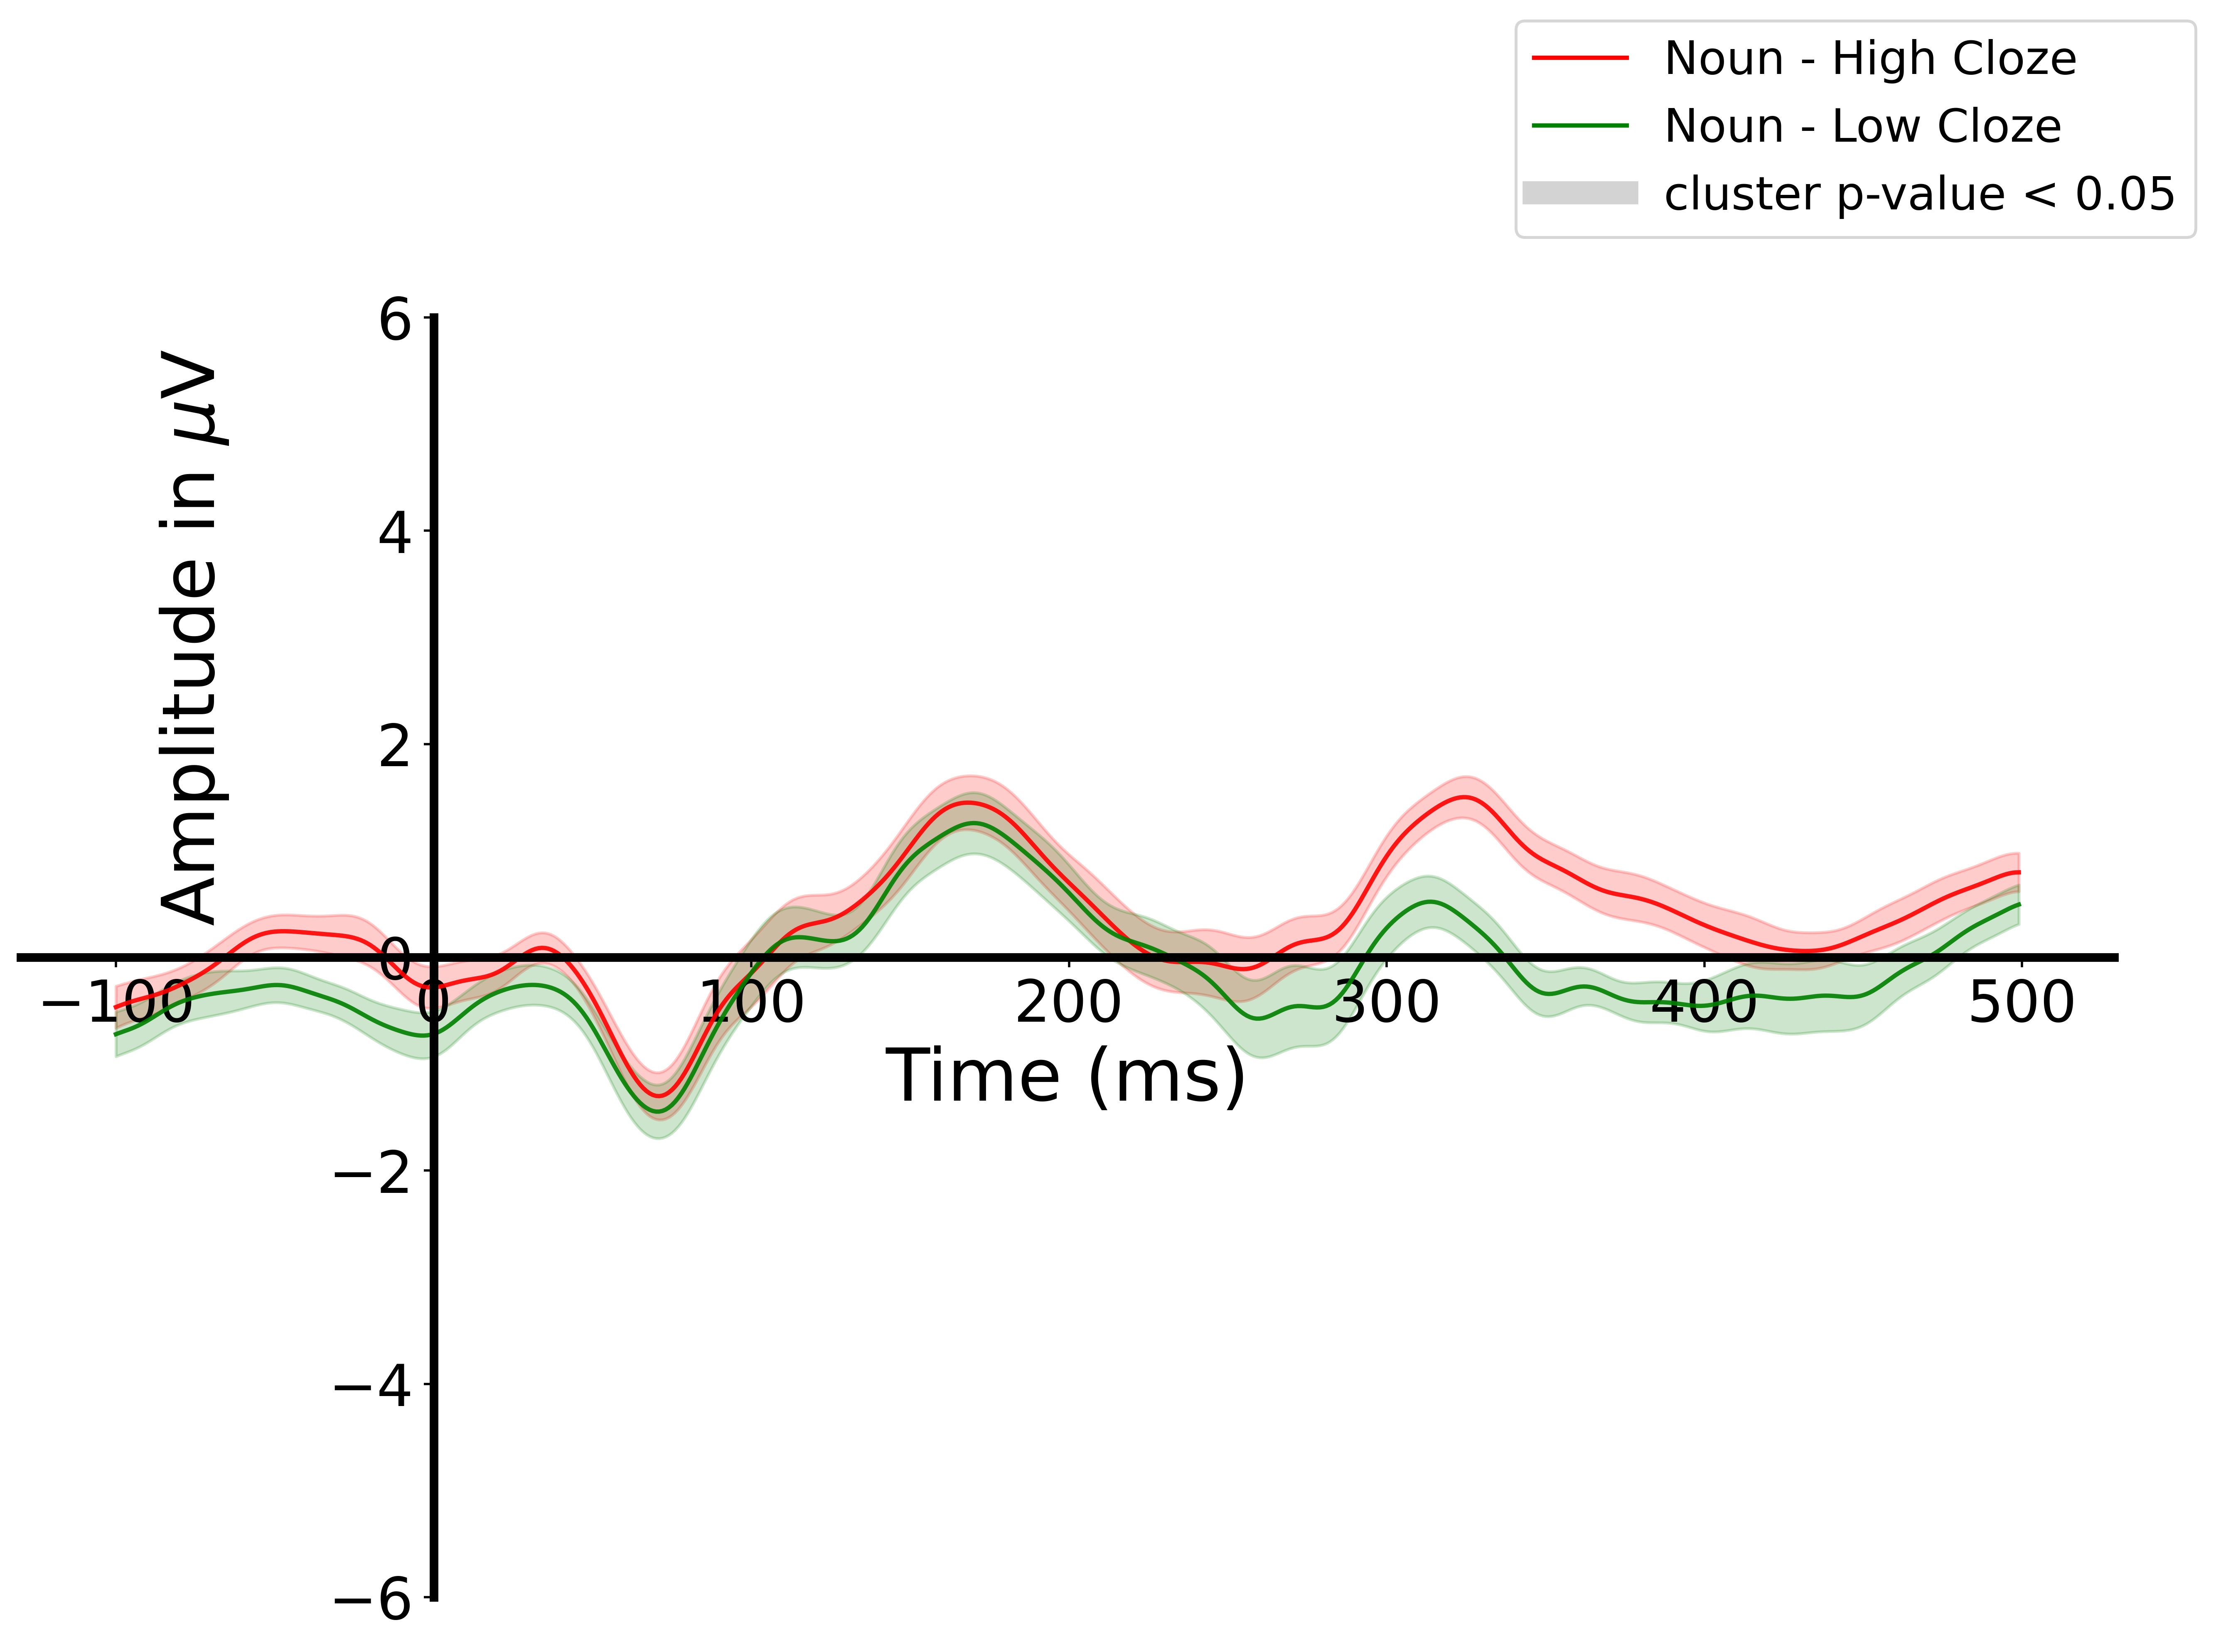 Noun - High Cloze
Noun - Low Cloze
cluster p-value < 0.05
6
4
2
0
−2
−4
−6
Amplitude in μV
−100 0 100 200 300 400 500
Time (ms)